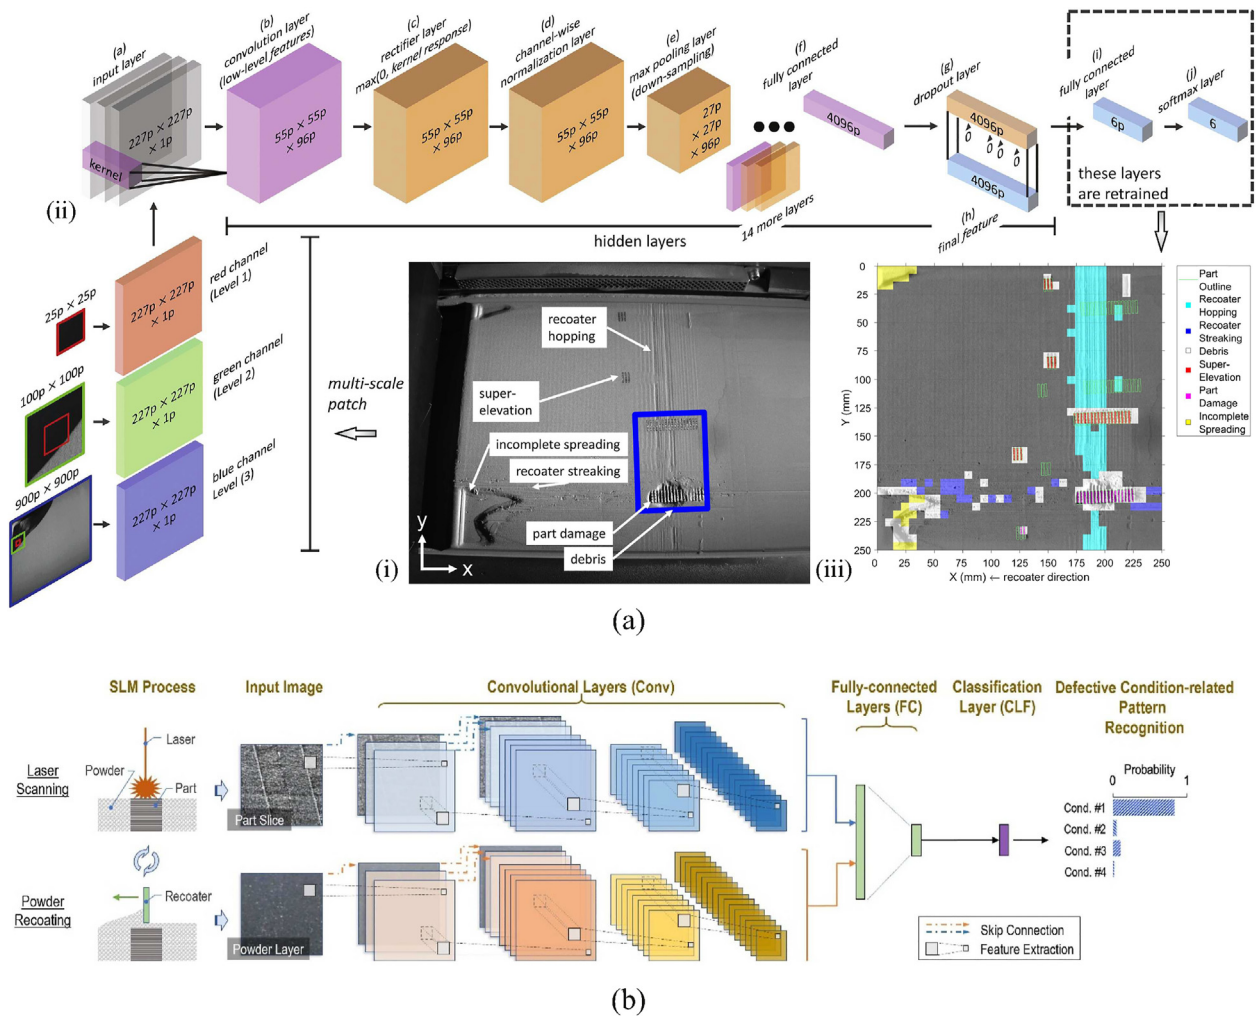 (a)
input layer
(b)
convolution layer
(low-level features)
(c)
rectifier layer
max(0, kernel response)
(d)
channel-wise
normalization layer
(e)
max pooling layer
(down-sampling)
(f)
fully connected
layer
(g)
dropout layer
(i)
fully connected
layer
(j)
softmax layer
227p × 227p
× 1p
kernel
55p × 55p
× 96p
55p × 55p
× 96p
55p × 55p
× 96p
27p
× 27p
× 96p
4096p
4096p
0 0 0 0
4096p
6p
6
these layers
are retrained
(ii)
14 more layers
hidden layers
(h)
final feature
25p × 25p
227p × 227p
× 1p
red channel
(Level 1)
100p × 100p
227p × 227p
× 1p
green channel
(Level 2)
900p × 900p
227p × 227p
× 1p
blue channel
Level (3)
multi-scale
patch
recoater
hopping
super-
elevation
incomplete spreading
recoater streaking
part damage
debris
y
x
(i)
(iii)
0
25
50
75
100
125
150
175
200
225
250
Y (mm)
0 25 50 75 100 125 150 175 200 225 250
X (mm) ← recoater direction
Part
Outline
Recoater
Hopping
Recoater
Streaking
Debris
Super-
Elevation
Part
Damage
Incomplete
Spreading
(a)
SLM Process
Input Image
Convolutional Layers (Conv)
Fully-connected
Layers (FC)
Classification
Layer (CLF)
Defective Condition-related
Pattern
Recognition
Laser
Scanning
Laser
Powder
Part
Part Slice
Probability
0 1
Cond. #1
Cond. #2
Cond. #3
Cond. #4
Powder
Recoating
Recoater
Powder Layer
Skip Connection
Feature Extraction
(b)